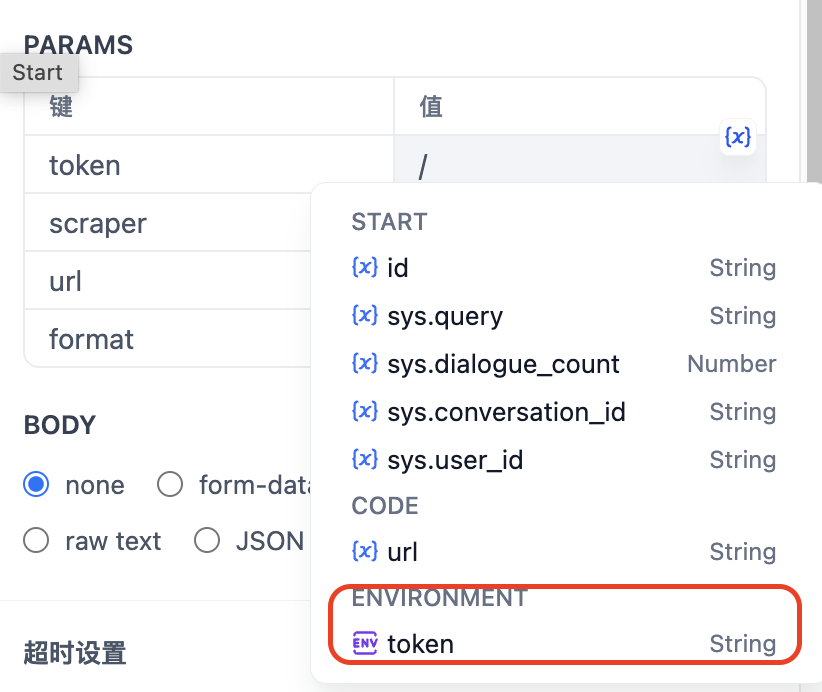 PARAMS
Start
键 值
{x}
token /
scraper
url
format
START
{x} id String
{x} sys.query String
{x} sys.dialogue_count Number
{x} sys.conversation_id String
{x} sys.user_id String
CODE
{x} url String
ENVIRONMENT
ENV token String
BODY
none form-data
raw text JSON
超时设置